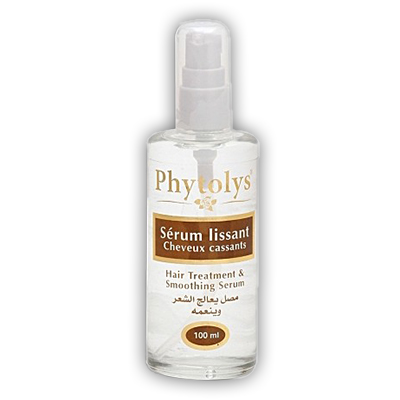 Phytolys
Sérum lissant
Cheveux cassants
Hair Treatment &
Smoothing Serum
مصل يعالج الشعر
وينعمه
100 ml